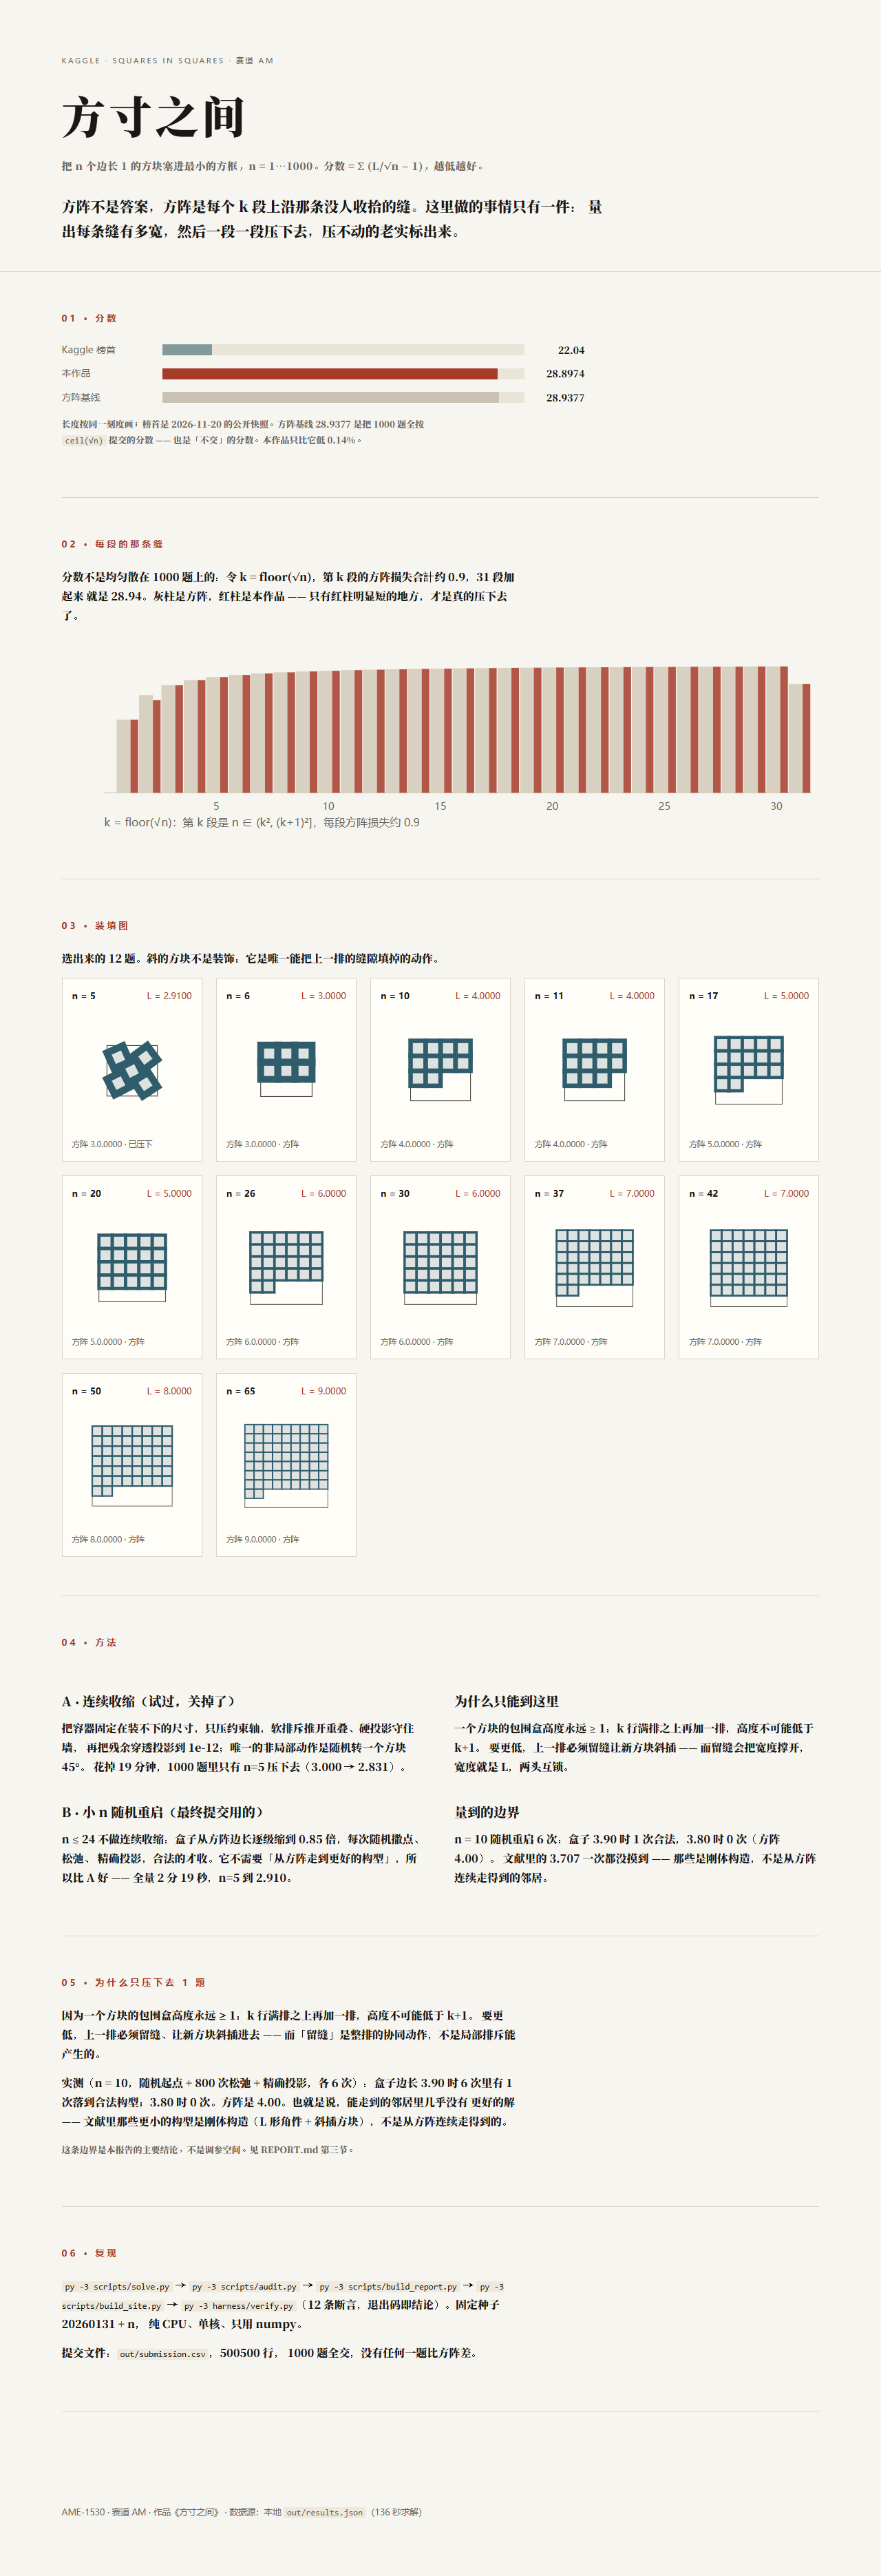 KAGGLE · SQUARES IN SQUARES · 赛道 AM
方寸之间
把 n 个边长 1 的方块塞进最小的方框，n = 1…1000。分数 = Σ (L/√n − 1)，越低越好。
方阵不是答案，方阵是每个 k 段上沿那条没人收拾的缝。这里做的事情只有一件： 量
出每条缝有多宽，然后一段一段压下去，压不动的老实标出来。
01 · 分数
Kaggle 榜首 22.04
本作品 28.8974
方阵基线 28.9377
长度按同一刻度画；榜首是 2026-11-20 的公开快照。方阵基线 28.9377 是把 1000 题全按
ceil(√n) 提交的分数 —— 也是「不交」的分数。本作品只比它低 0.14%。
02 · 每段的那条缝
分数不是均匀散在 1000 题上的：令 k = floor(√n)，第 k 段的方阵损失合計约 0.9，31 段加
起来 就是 28.94。灰柱是方阵，红柱是本作品 —— 只有红柱明显短的地方，才是真的压下去
了。
5 10 15 20 25 30
k = floor(√n)：第 k 段是 n ∈ (k², (k+1)²]，每段方阵损失约 0.9
03 · 装填图
选出来的 12 题。斜的方块不是装饰：它是唯一能把上一排的缝隙填掉的动作。
n = 5 L = 2.9100
方阵 3.0.0000 · 已压下
n = 6 L = 3.0000
方阵 3.0.0000 · 方阵
n = 10 L = 4.0000
方阵 4.0.0000 · 方阵
n = 11 L = 4.0000
方阵 4.0.0000 · 方阵
n = 17 L = 5.0000
方阵 5.0.0000 · 方阵
n = 20 L = 5.0000
方阵 5.0.0000 · 方阵
n = 26 L = 6.0000
方阵 6.0.0000 · 方阵
n = 30 L = 6.0000
方阵 6.0.0000 · 方阵
n = 37 L = 7.0000
方阵 7.0.0000 · 方阵
n = 42 L = 7.0000
方阵 7.0.0000 · 方阵
n = 50 L = 8.0000
方阵 8.0.0000 · 方阵
n = 65 L = 9.0000
方阵 9.0.0000 · 方阵
04 · 方法
A · 连续收缩（试过，关掉了）
把容器固定在装不下的尺寸，只压约束轴，软排斥推开重叠、硬投影守住
墙， 再把残余穿透投影到 1e-12；唯一的非局部动作是随机转一个方块
45°。 花掉 19 分钟，1000 题里只有 n=5 压下去（3.000 → 2.831）。
为什么只能到这里
一个方块的包围盒高度永远 ≥ 1；k 行满排之上再加一排，高度不可能低于
k+1。 要更低，上一排必须留缝让新方块斜插 —— 而留缝会把宽度撑开，
宽度就是 L，两头互锁。
B · 小 n 随机重启（最终提交用的）
n ≤ 24 不做连续收缩：盒子从方阵边长逐级缩到 0.85 倍，每次随机撒点、
松弛、 精确投影，合法的才收。它不需要「从方阵走到更好的构型」，所
以比 A 好 —— 全量 2 分 19 秒，n=5 到 2.910。
量到的边界
n = 10 随机重启 6 次：盒子 3.90 时 1 次合法，3.80 时 0 次（方阵
4.00）。 文献里的 3.707 一次都没摸到 —— 那些是刚体构造，不是从方阵
连续走得到的邻居。
05 · 为什么只压下去 1 题
因为一个方块的包围盒高度永远 ≥ 1；k 行满排之上再加一排，高度不可能低于 k+1。 要更
低，上一排必须留缝、让新方块斜插进去 —— 而「留缝」是整排的协同动作，不是局部排斥能
产生的。
实测（n = 10，随机起点 + 800 次松弛 + 精确投影，各 6 次）：盒子边长 3.90 时 6 次里有 1
次落到合法构型；3.80 时 0 次。方阵是 4.00。也就是说，能走到的邻居里几乎没有 更好的解
—— 文献里那些更小的构型是刚体构造（L 形角件 + 斜插方块），不是从方阵连续走得到的。
这条边界是本报告的主要结论，不是调参空间。见 REPORT.md 第三节。
06 · 复现
py -3 scripts/solve.py → py -3 scripts/audit.py → py -3 scripts/build_report.py → py -3
scripts/build_site.py → py -3 harness/verify.py（12 条断言，退出码即结论）。固定种子
20260131 + n， 纯 CPU、单核、只用 numpy。
提交文件： out/submission.csv，500500 行， 1000 题全交，没有任何一题比方阵差。
AME-1530 · 赛道 AM · 作品《方寸之间》 · 数据源：本地 out/results.json（136 秒求解）